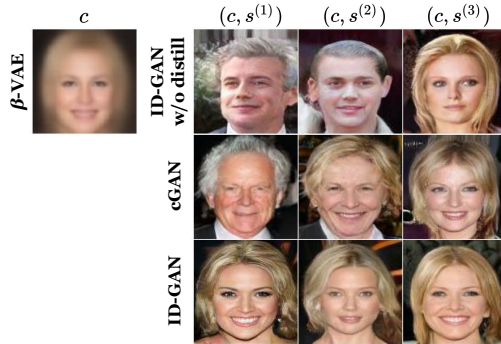 c
(c, s^{(1)}) (c, s^{(2)}) (c, s^{(3)})
β-VAE
ID-GAN
w/o distill
cGAN
ID-GAN